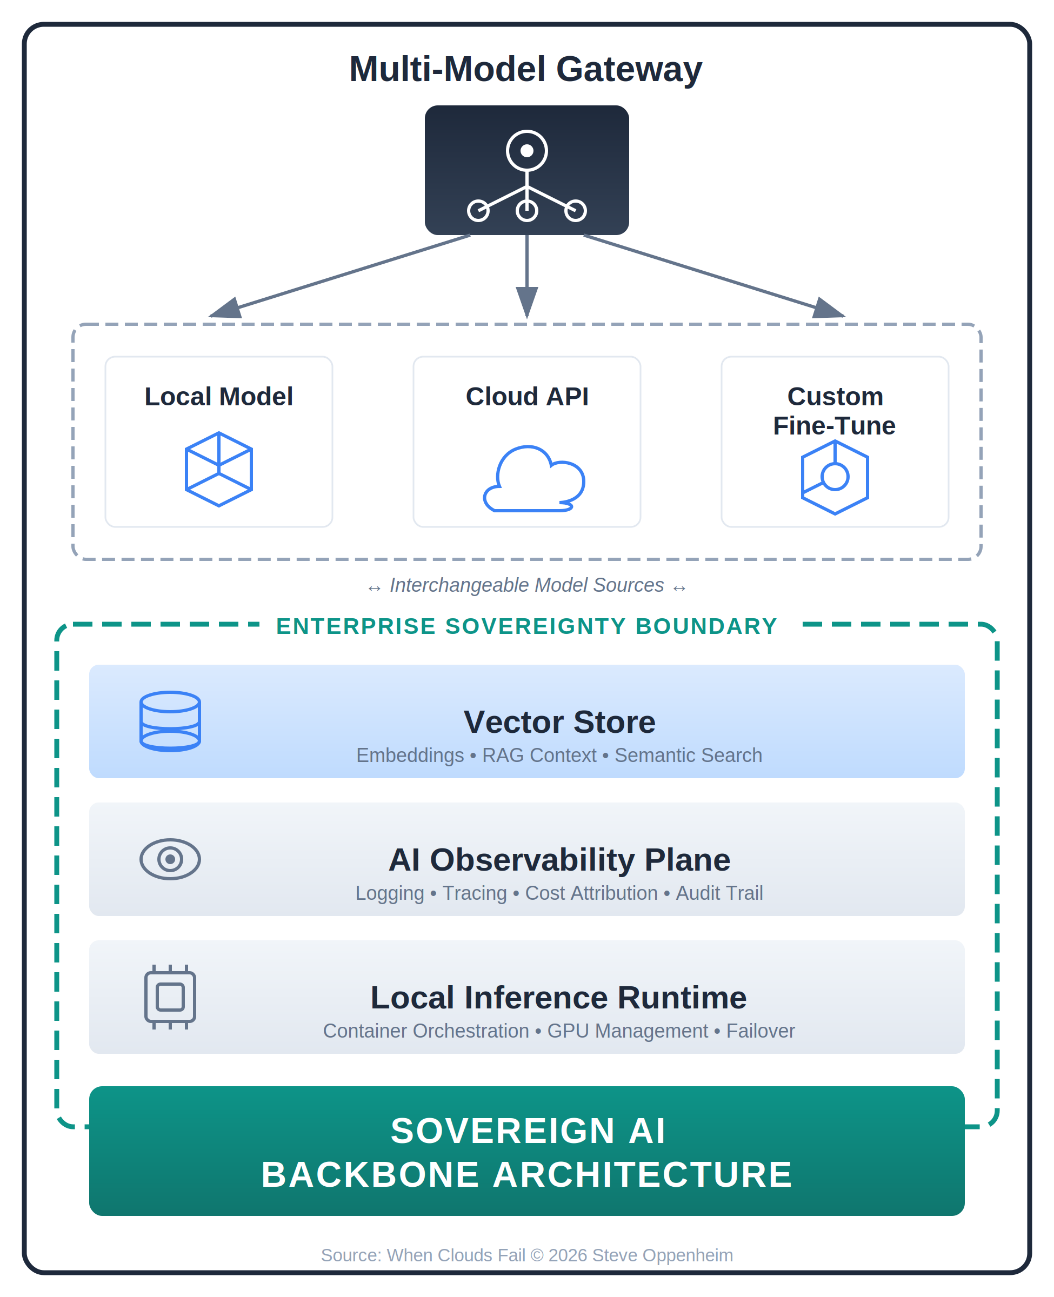 Multi-Model Gateway
Local Model
Cloud API
Custom
Fine-Tune
↔ Interchangeable Model Sources ↔
ENTERPRISE SOVEREIGNTY BOUNDARY
Vector Store
Embeddings • RAG Context • Semantic Search
AI Observability Plane
Logging • Tracing • Cost Attribution • Audit Trail
Local Inference Runtime
Container Orchestration • GPU Management • Failover
SOVEREIGN AI
BACKBONE ARCHITECTURE
Source: When Clouds Fail © 2026 Steve Oppenheim